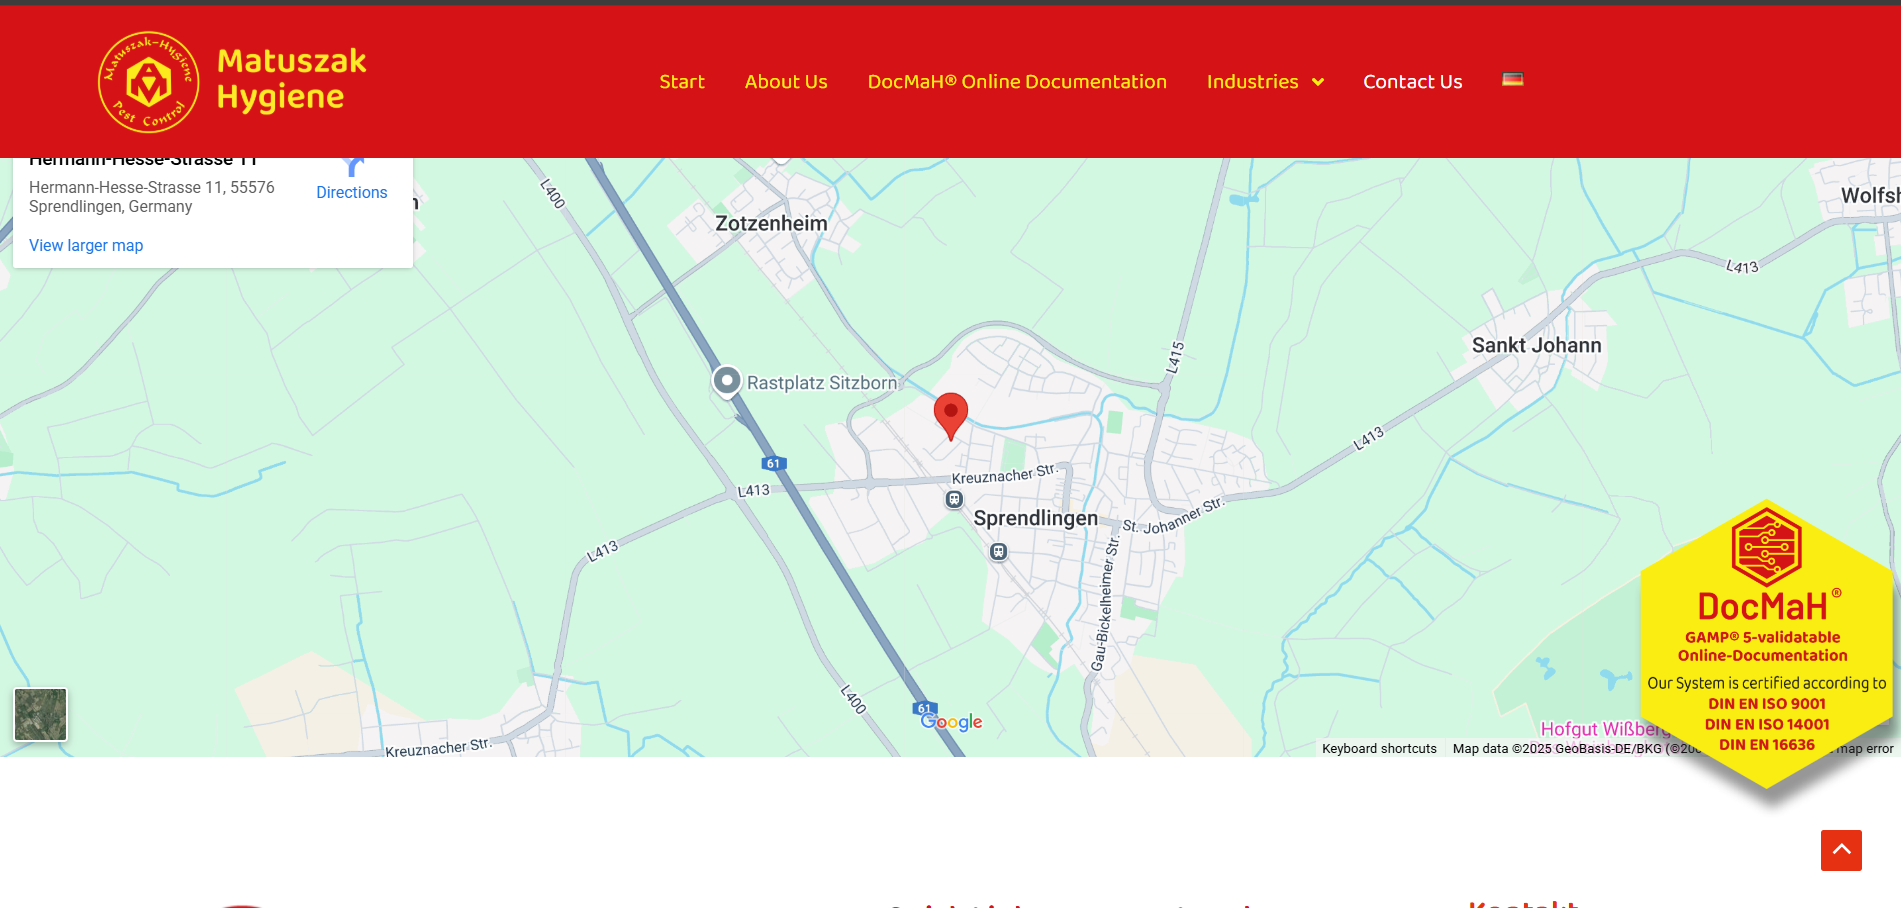 Matuszak-Hygiene
Pest Control
Matuszak
Hygiene
Start
About Us
DocMaH® Online Documentation
Industries
Contact Us
Hermann-Hesse-Strasse 11
Hermann-Hesse-Strasse 11, 55576
Sprendlingen, Germany
Directions
View larger map
L400
Zotzenheim
L413
Sankt Johann
L415
Rastplatz Sitzborn
61
L413
Kreuznacher Str.
L413
Sprendlingen
St. Johanner Str.
L413
Gau-Bickelheimer Str.
L400
61
Google
Kreuznacher Str.
DocMaH®
GAMP® 5-validatable
Online-Documentation
Our System is certified according to
DIN EN ISO 9001
DIN EN ISO 14001
DIN EN 16636
Hofgut Wißberg
Keyboard shortcuts
Map data ©2025 GeoBasis-DE/BKG
map error
Kontakt